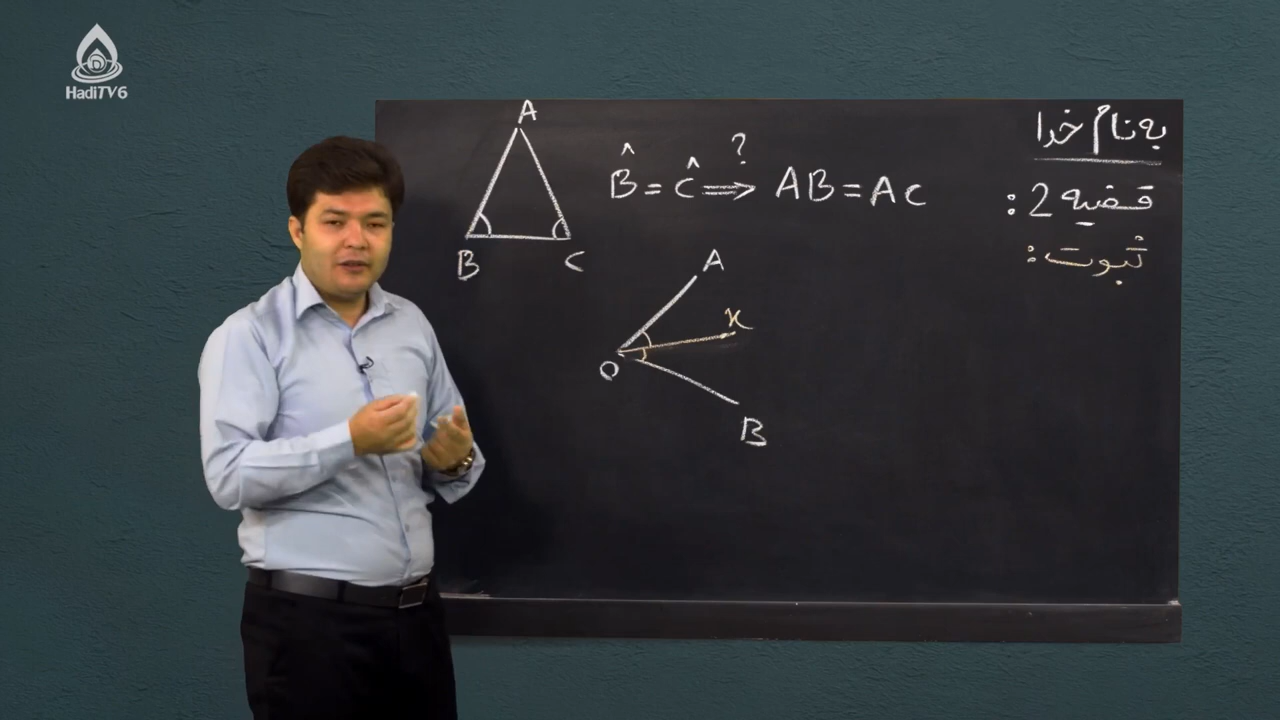 HadiTV6
به نام خدا
قضیه 2 :
ثبوت :
A
B
C
B̂ = Ĉ ⇒ AB = AC
?
A
x
O
B